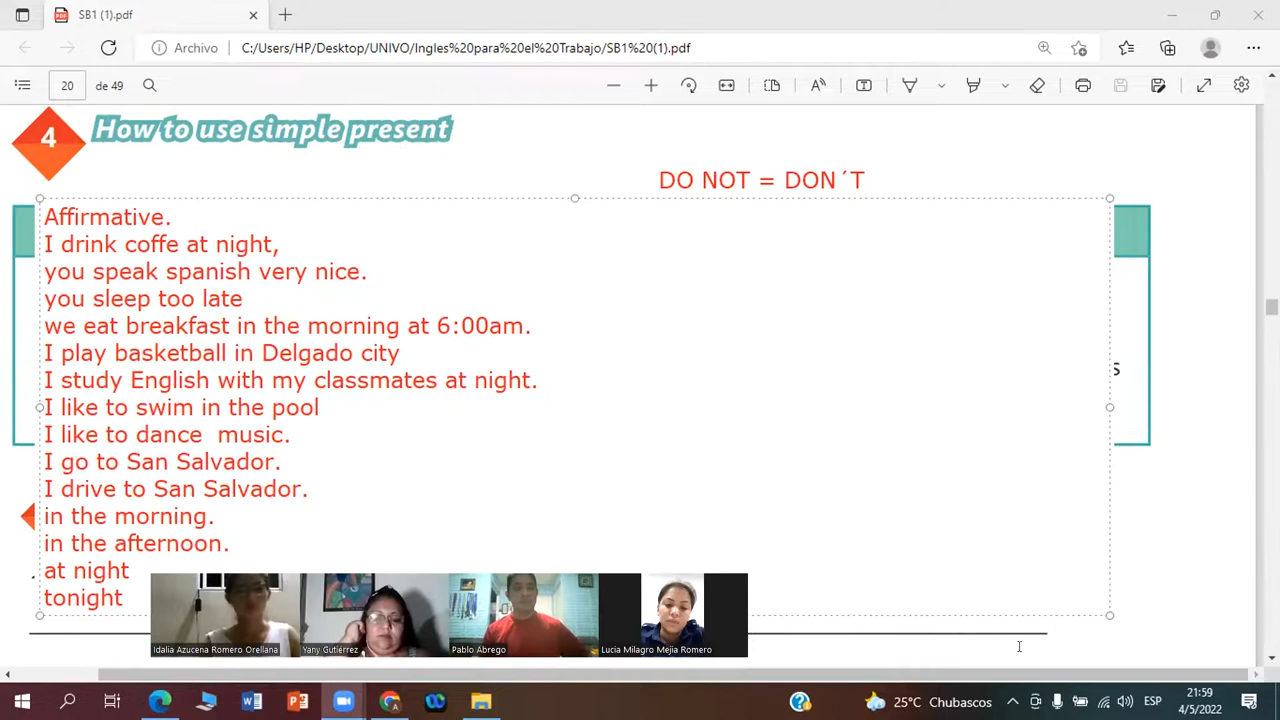 SB1 (1).pdf
Archivo
C:/Users/HP/Desktop/UNIVO/Ingles%20para%20el%20Trabajo/SB1%20(1).pdf
20 de 49
4 How to use simple present
DO NOT = DON´T
Affirmative.
I drink coffe at night,
you speak spanish very nice.
you sleep too late
we eat breakfast in the morning at 6:00am.
I play basketball in Delgado city
I study English with my classmates at night.
I like to swim in the pool
I like to dance  music.
I go to San Salvador.
I drive to San Salvador.
in the morning.
in the afternoon.
at night
tonight
s
Idalia Azucena Romero Orellana
Yany Gutiérrez
Pablo Abrego
Lucia Milagro Mejia Romero
25°C Chubascos
ESP
21:59
4/5/2022